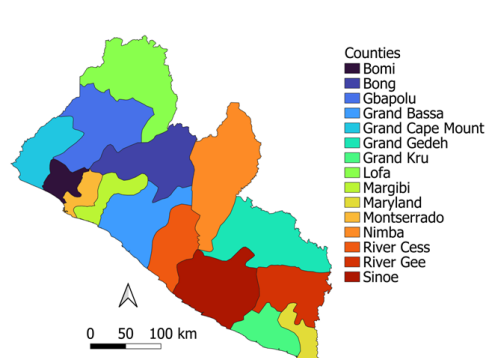 Counties
Bomi
Bong
Gbapolu
Grand Bassa
Grand Cape Mount
Grand Gedeh
Grand Kru
Lofa
Margibi
Maryland
Montserrado
Nimba
River Cess
River Gee
Sinoe
0 50 100 km